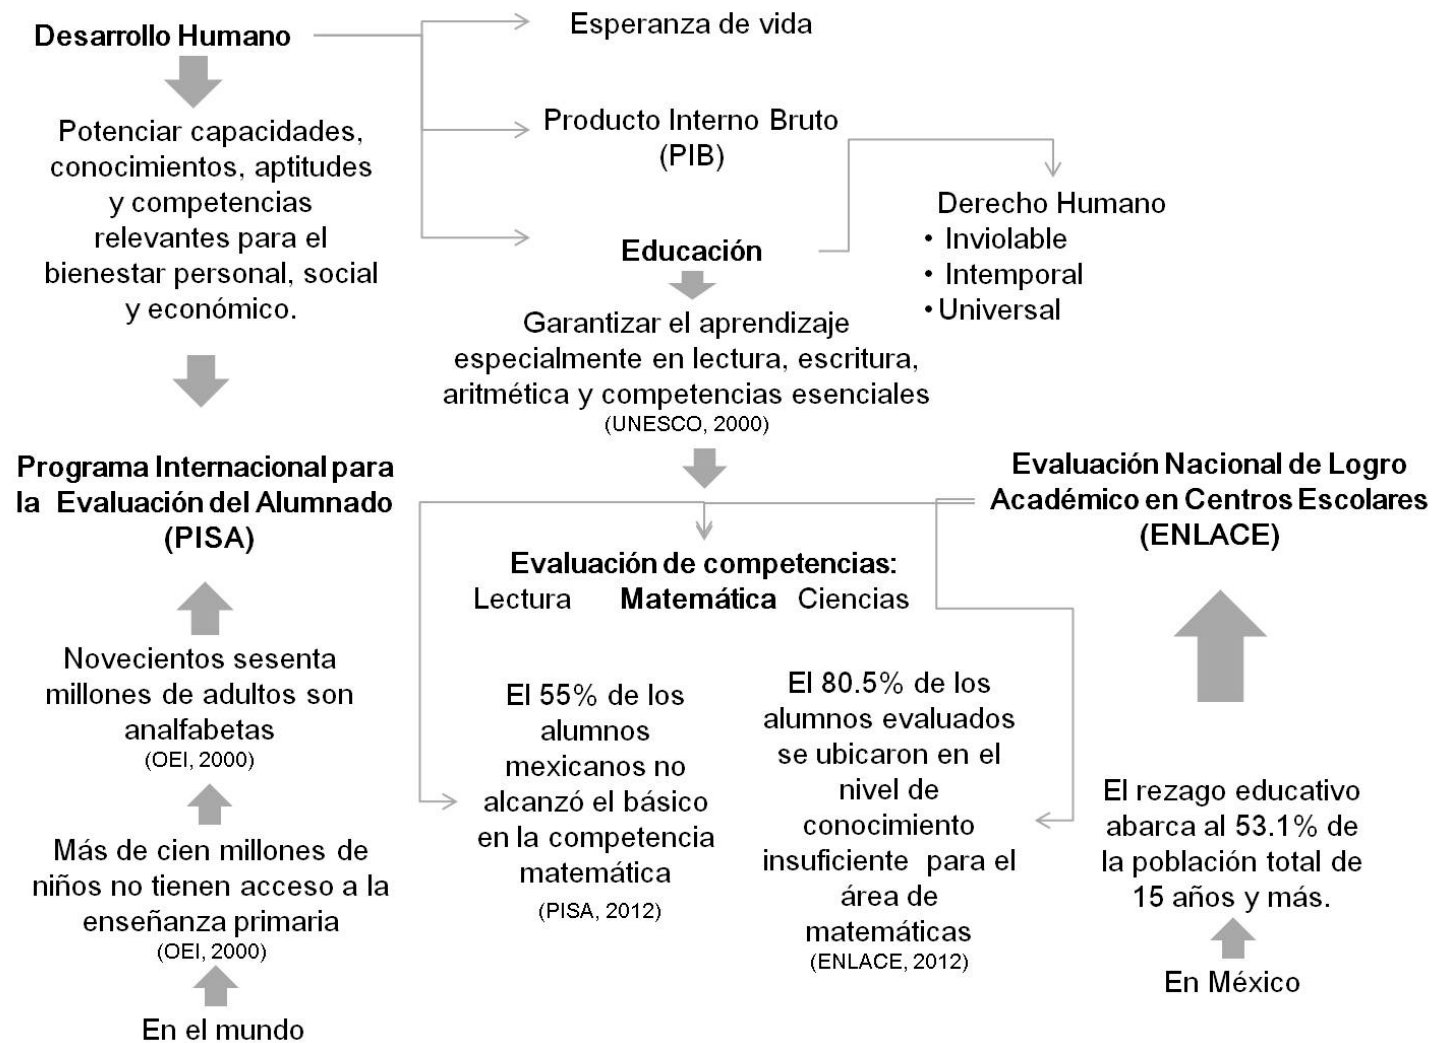 Desarrollo Humano
Esperanza de vida
Potenciar capacidades,
conocimientos, aptitudes
y competencias
relevantes para el
bienestar personal, social
y económico.
Producto Interno Bruto
(PIB)
Educación
Derecho Humano
• Inviolable
• Intemporal
• Universal
Garantizar el aprendizaje
especialmente en lectura, escritura,
aritmética y competencias esenciales
(UNESCO, 2000)
Programa Internacional para
la Evaluación del Alumnado
(PISA)
Evaluación Nacional de Logro
Académico en Centros Escolares
(ENLACE)
Evaluación de competencias:
Lectura Matemática Ciencias
Novecientos sesenta
millones de adultos son
analfabetas
(OEI, 2000)
Más de cien millones de
niños no tienen acceso a la
enseñanza primaria
(OEI, 2000)
En el mundo
El 55% de los
alumnos
mexicanos no
alcanzó el básico
en la competencia
matemática
(PISA, 2012)
El 80.5% de los
alumnos evaluados
se ubicaron en el
nivel de
conocimiento
insuficiente para el
área de
matemáticas
(ENLACE, 2012)
El rezago educativo
abarca al 53.1% de
la población total de
15 años y más.
En México